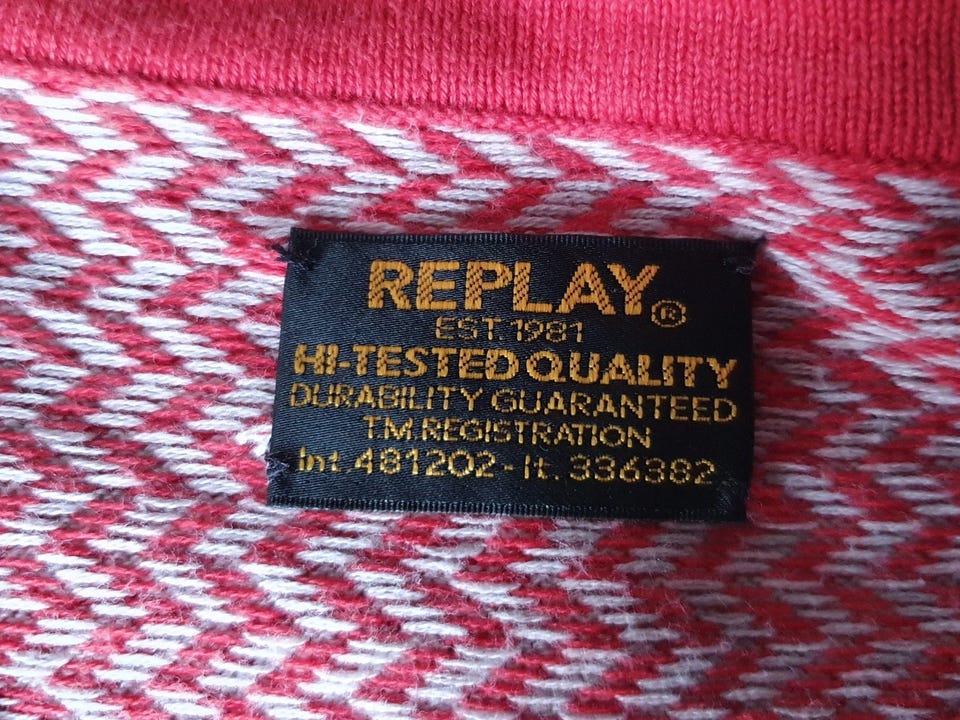 REPLAY®
EST.1981
HI-TESTED QUALITY
DURABILITY GUARANTEED
T.M.REGISTRATION
Int 481202 - It. 336382